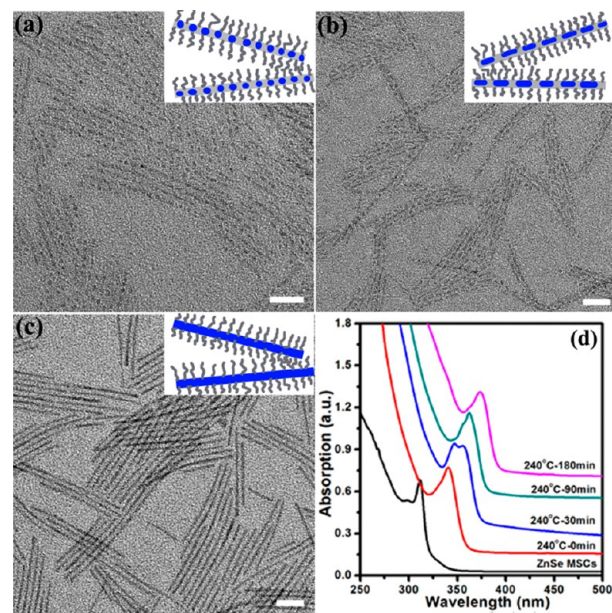 (a)
(b)
(c)
(d)
1.8
1.5
1.2
0.9
0.6
0.3
0.0
Absorption (a.u.)
240°C-180min
240°C-90min
240°C-30min
240°C-0min
ZnSe MSCs
250 300 350 400 450 500
Wavelength (nm)